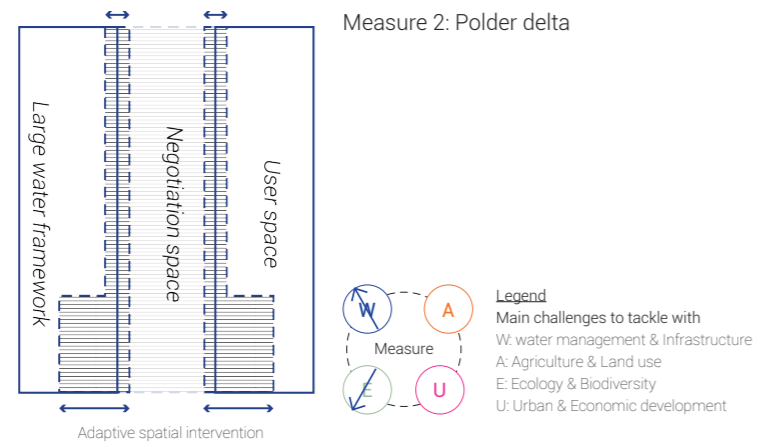 Measure 2: Polder delta
Large water framework
Negotiation space
User space
W
A
Measure
E
U
Legend
Main challenges to tackle with
W: water management & Infrastructure
A: Agriculture & Land use
E: Ecology & Biodiversity
U: Urban & Economic development
Adaptive spatial intervention